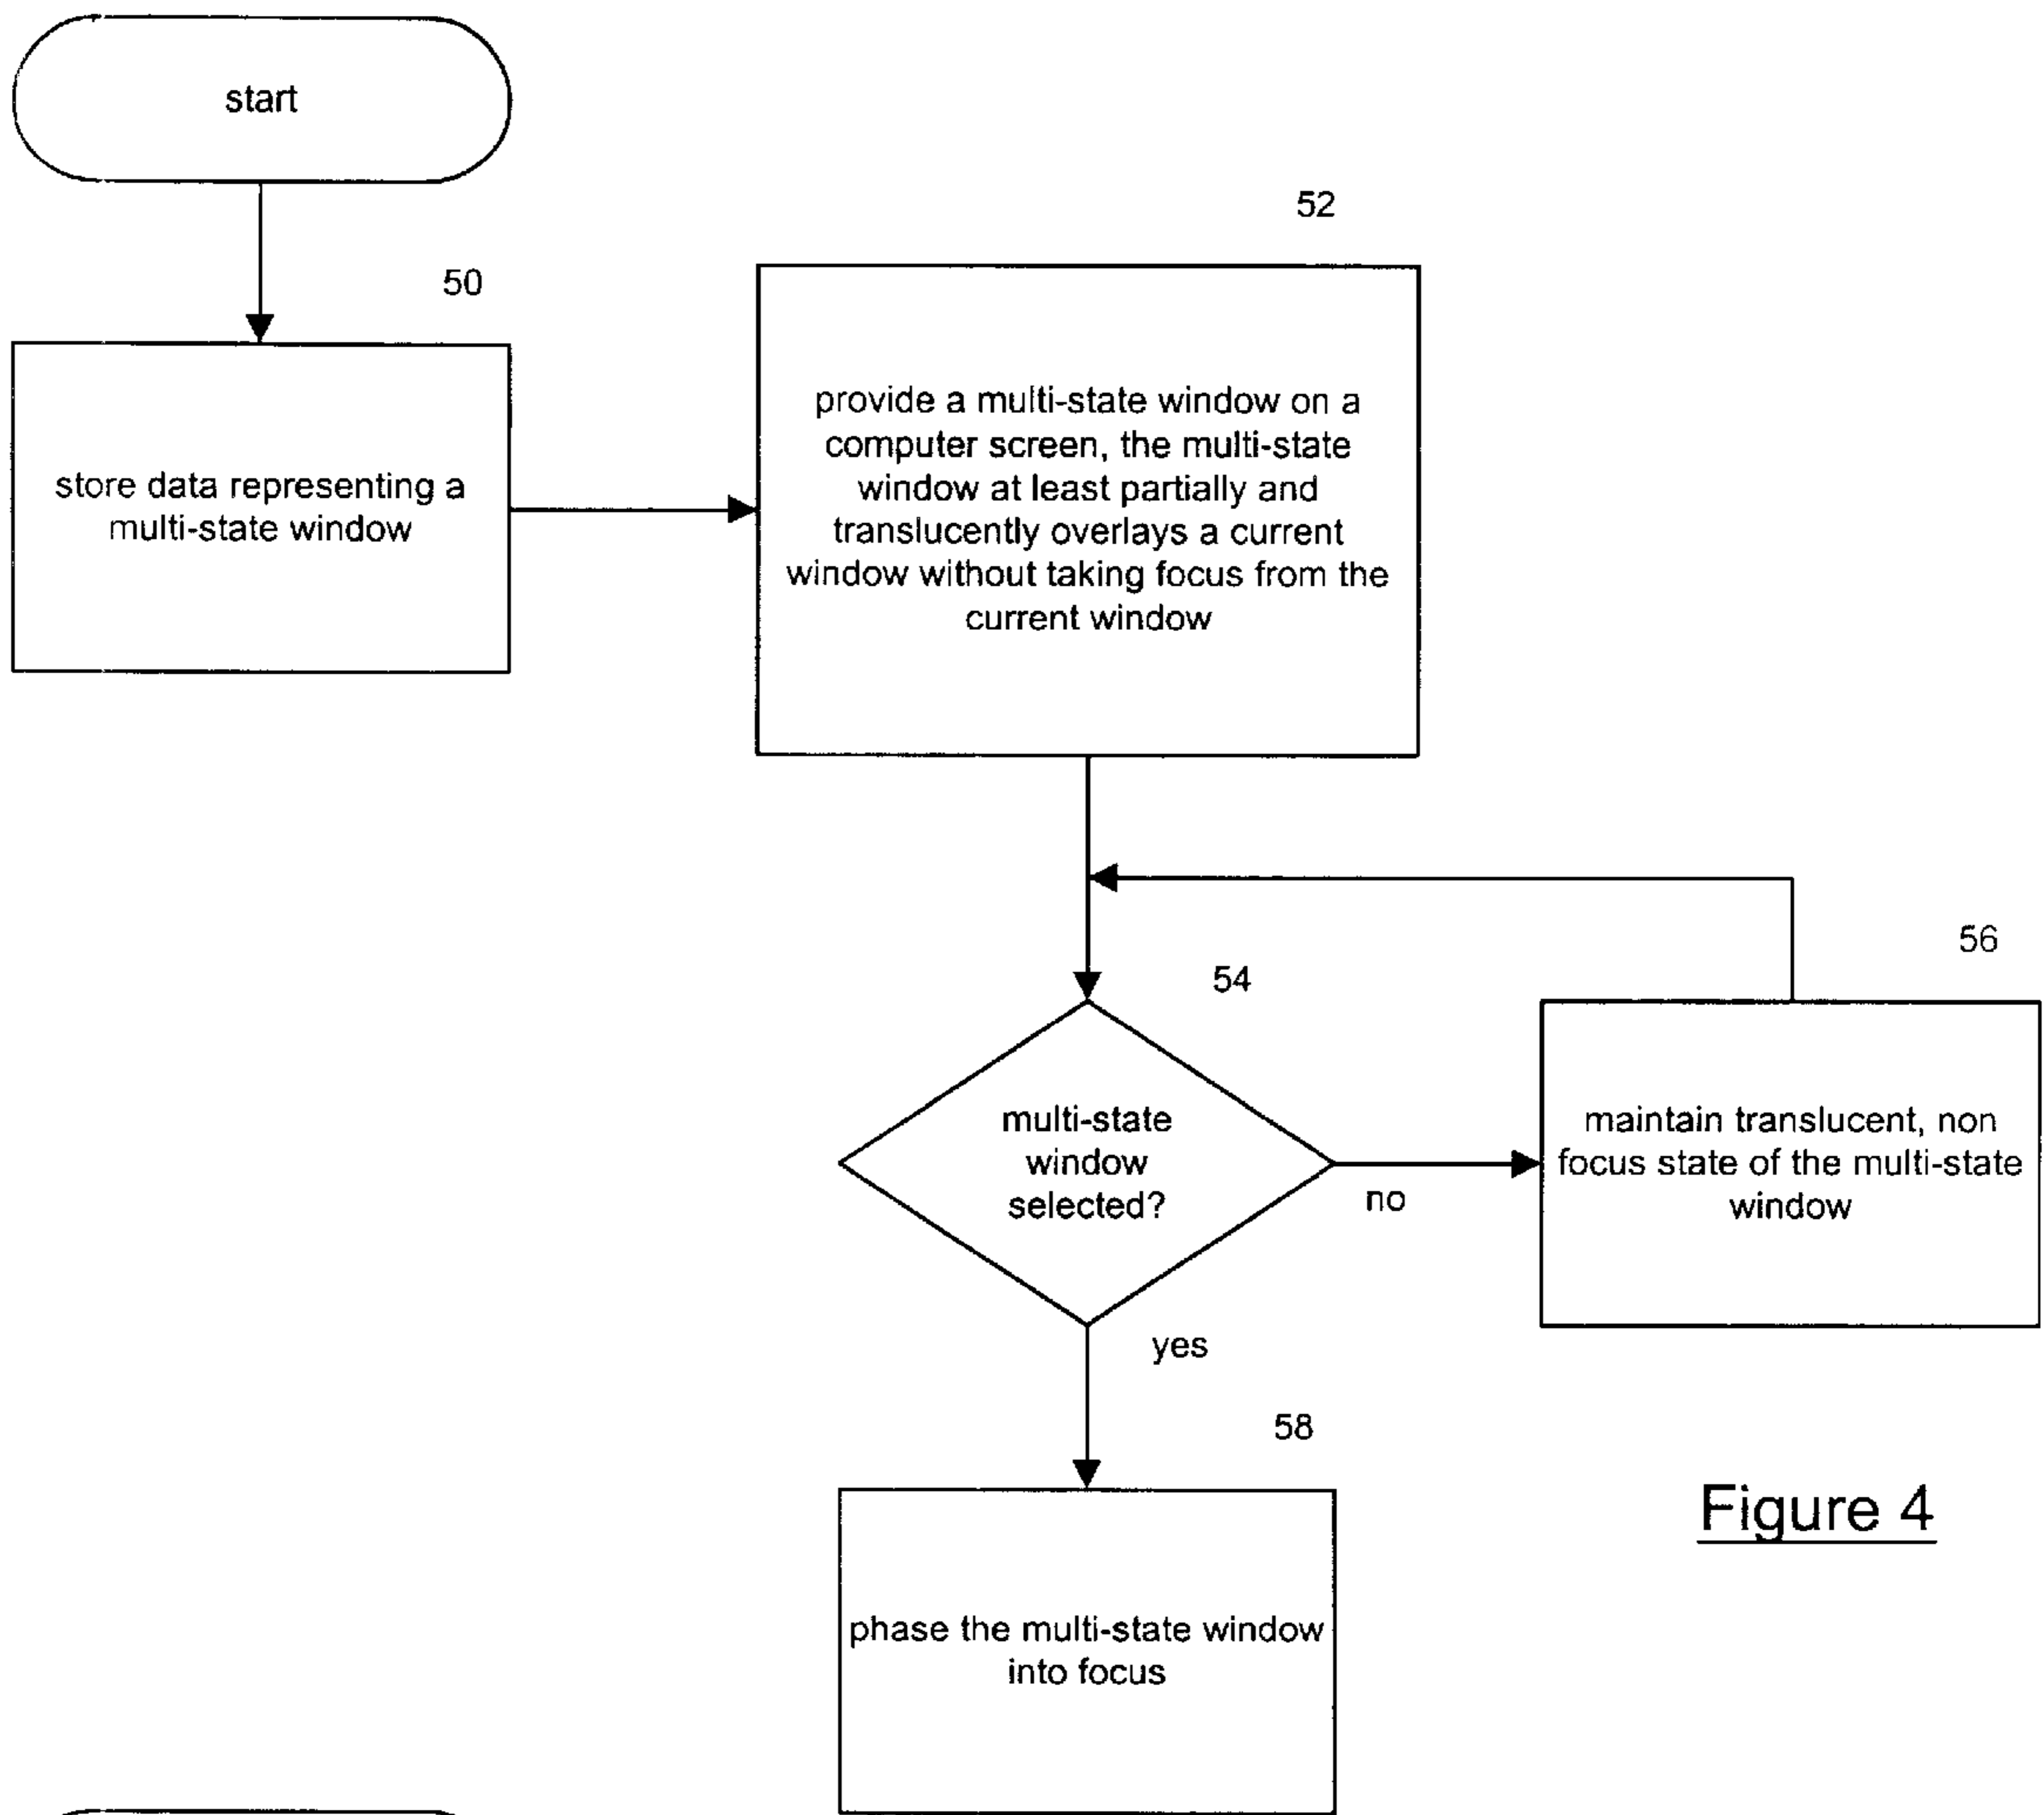 start
50
store data representing a
multi-state window
52
provide a multi-state window on a
computer screen, the multi-state
window at least partially and
translucently overlays a current
window without taking focus from the
current window
54
multi-state
window
selected?
no
56
maintain translucent, non
focus state of the multi-state
window
yes
58
phase the multi-state window
into focus
Figure 4